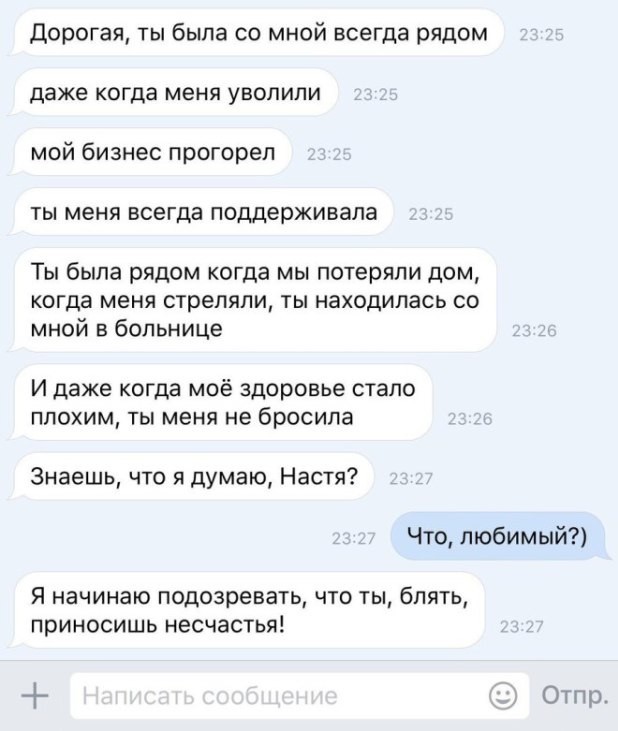 Дорогая, ты была со мной всегда рядом 23:25
даже когда меня уволили 23:25
мой бизнес прогорел 23:25
ты меня всегда поддерживала 23:25
Ты была рядом когда мы потеряли дом,
когда меня стреляли, ты находилась со
мной в больнице 23:26
И даже когда моё здоровье стало
плохим, ты меня не бросила 23:26
Знаешь, что я думаю, Настя? 23:27
23:27 Что, любимый?)
Я начинаю подозревать, что ты, блять,
приносишь несчастья! 23:27
Написать сообщение Отпр.